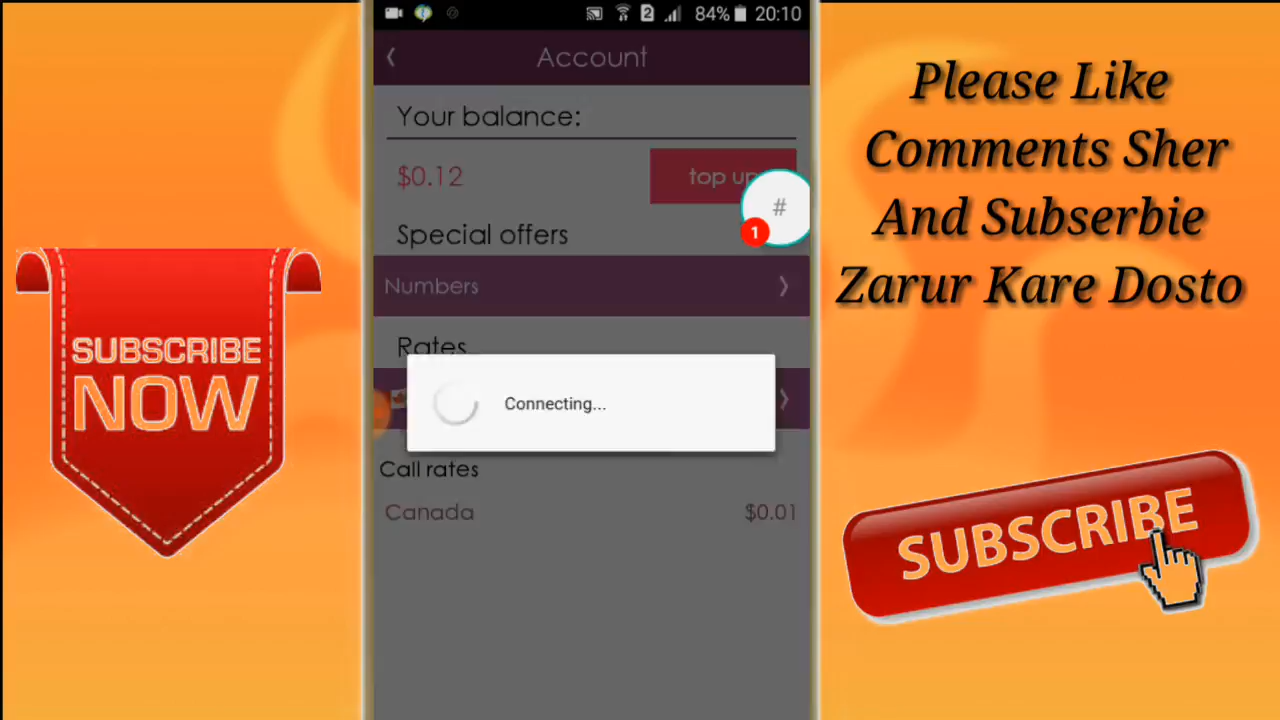 2
84%
20:10
Account
Your balance:
$0.12
top up
#
1
Special offers
Numbers
Rates
Connecting...
Call rates
Canada
$0.01
SUBSCRIBE
NOW
Please Like
Comments Sher
And Subserbie
Zarur Kare Dosto
SUBSCRIBE